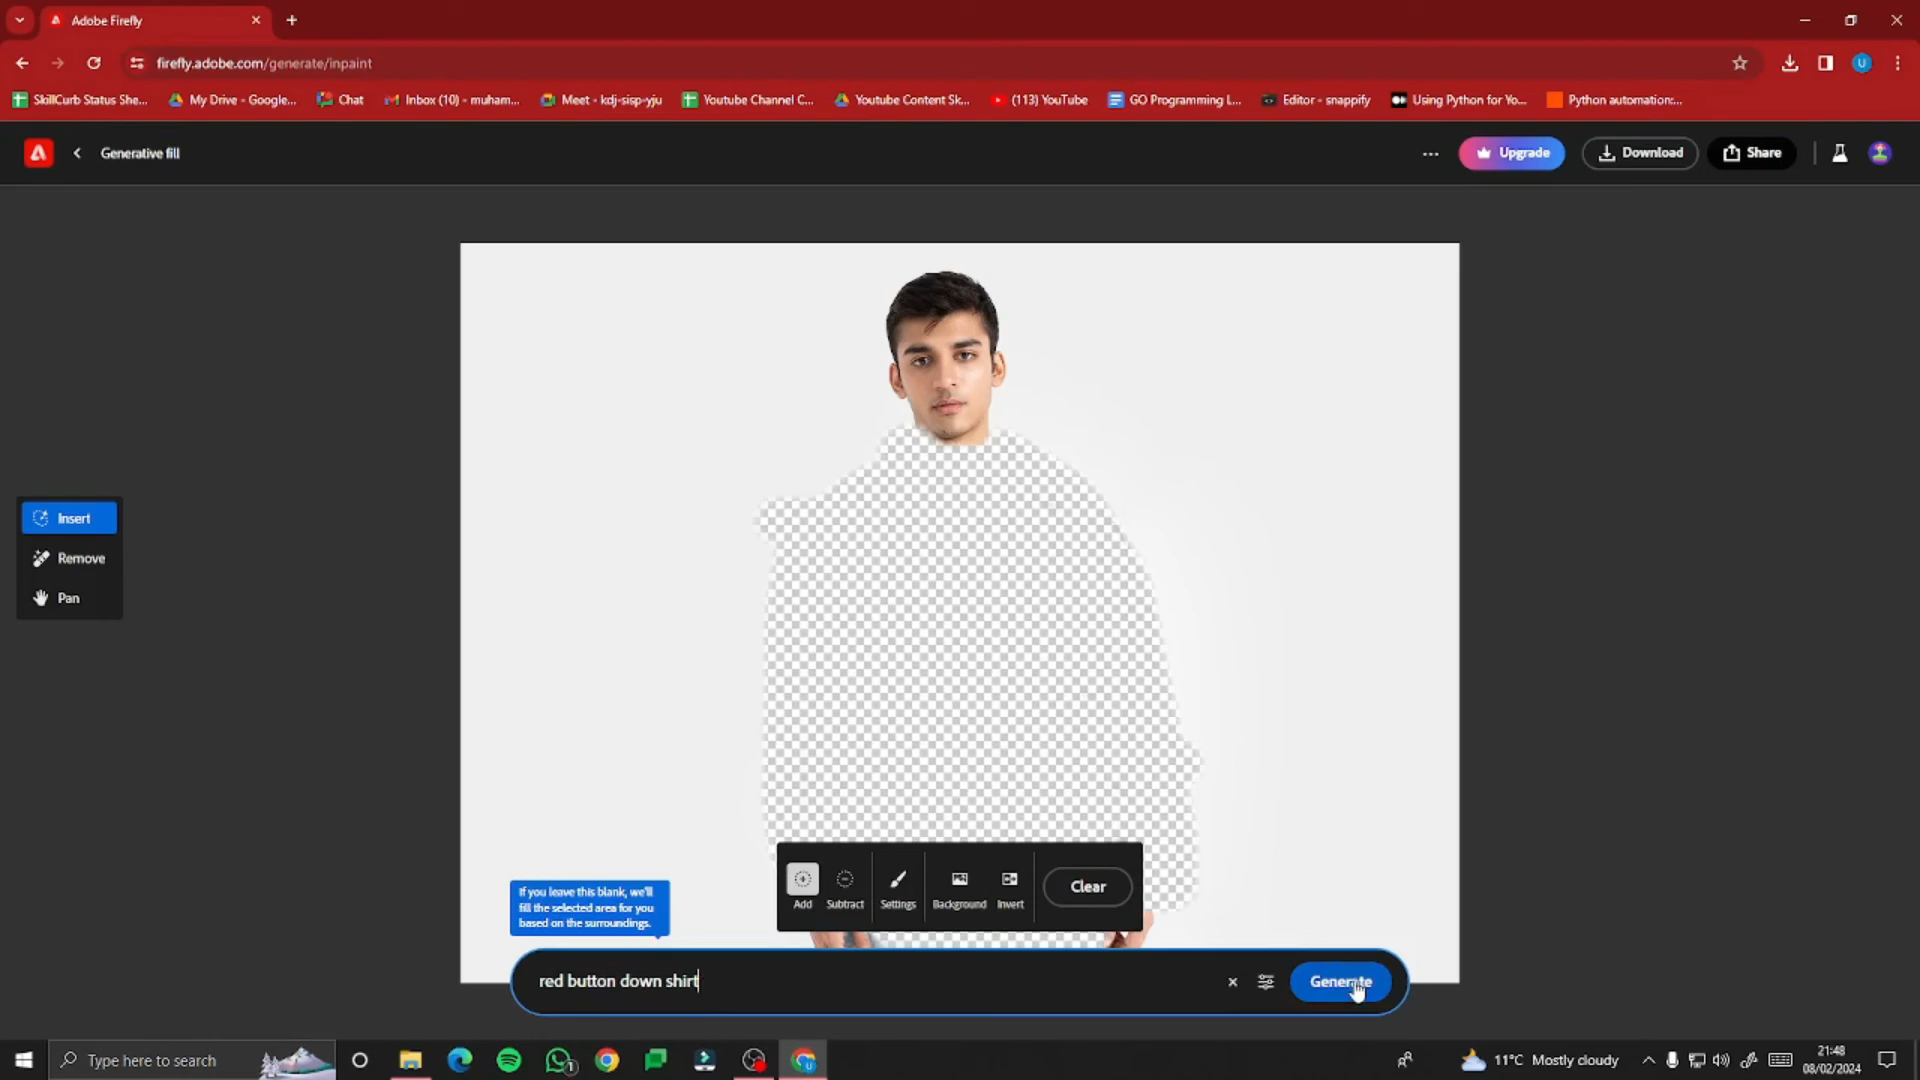 Adobe Firefly
firefly.adobe.com/generate/inpaint
SkillCurb Status She...
My Drive - Google...
Chat
Inbox (10) - muham...
Meet - kdj-sisp-yju
Youtube Channel C...
Youtube Content Sk...
(113) YouTube
GO Programming L...
Editor - snappify
Using Python for Yo...
Python automation:...
U
Generative fill
Upgrade
Download
Share
Insert
Remove
Pan
Add
Subtract
Settings
Background
Invert
Clear
If you leave this blank, we'll
fill the selected area for you
based on the surroundings.
red button down shirt
Generate
Type here to search
1
11°C Mostly cloudy
21:48
08/02/2024